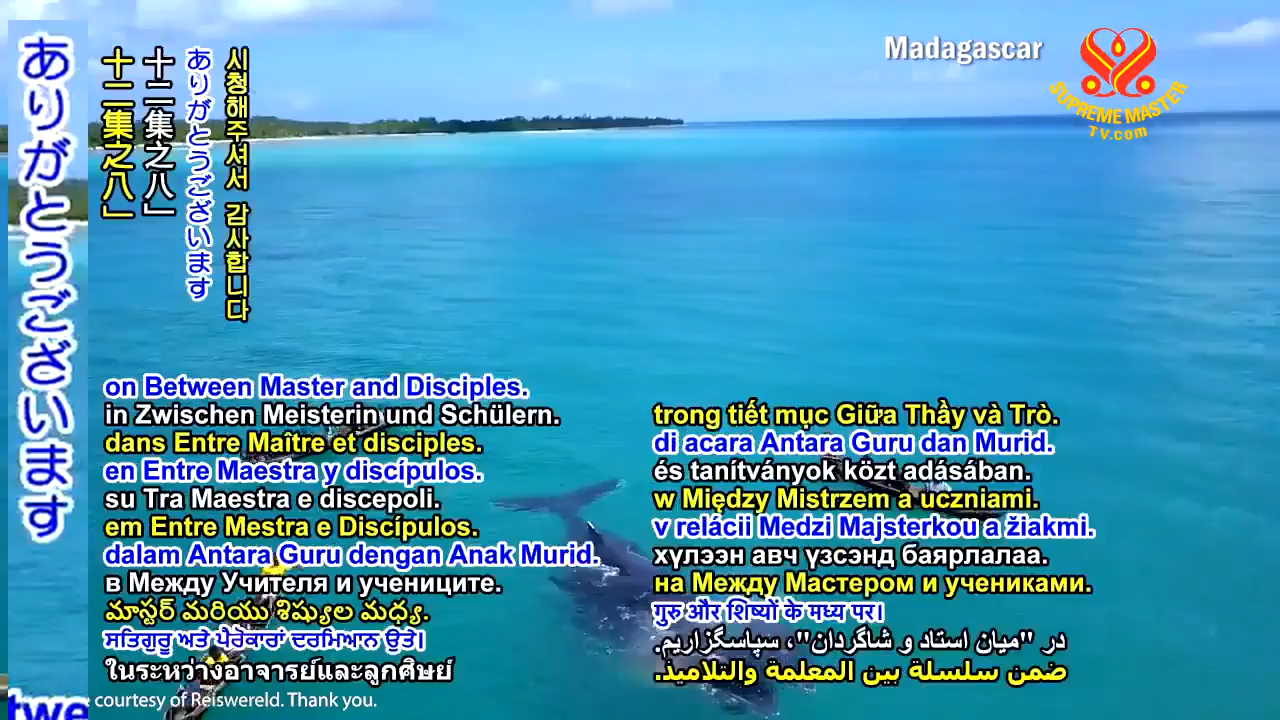 Madagascar
SUPREME MASTER
TV.com
ありがとうございます
十二集之八」
十二集之八」
ありがとうございます
시청해주셔서 감사합니다
on Between Master and Disciples.
in Zwischen Meisterin und Schülern.
dans Entre Maître et disciples.
en Entre Maestra y discípulos.
su Tra Maestra e discepoli.
em Entre Mestra e Discípulos.
dalam Antara Guru dengan Anak Murid.
в Между Учителя и учениците.
మాస్టర్ మరియు శిష్యుల మధ్య.
ਸਤਿਗੁਰੂ ਅਤੇ ਪੈਰੋਕਾਰਾਂ ਦਰਮਿਆਨ ਉਤੇ।
ในระหว่างอาจารย์และลูกศิษย์
trong tiết mục Giữa Thầy và Trò.
di acara Antara Guru dan Murid.
és tanítványok közt adásában.
w Między Mistrzem a uczniami.
v relácii Medzi Majsterkou a žiakmi.
хүлээн авч үзсэнд баярлалаа.
на Между Мастером и учениками.
गुरु और शिष्यों के मध्य पर।
در "میان استاد و شاگردان"، سپاسگزاریم.
ضمن سلسلة بين المعلمة والتلاميذ.
courtesy of Reiswereld. Thank you.